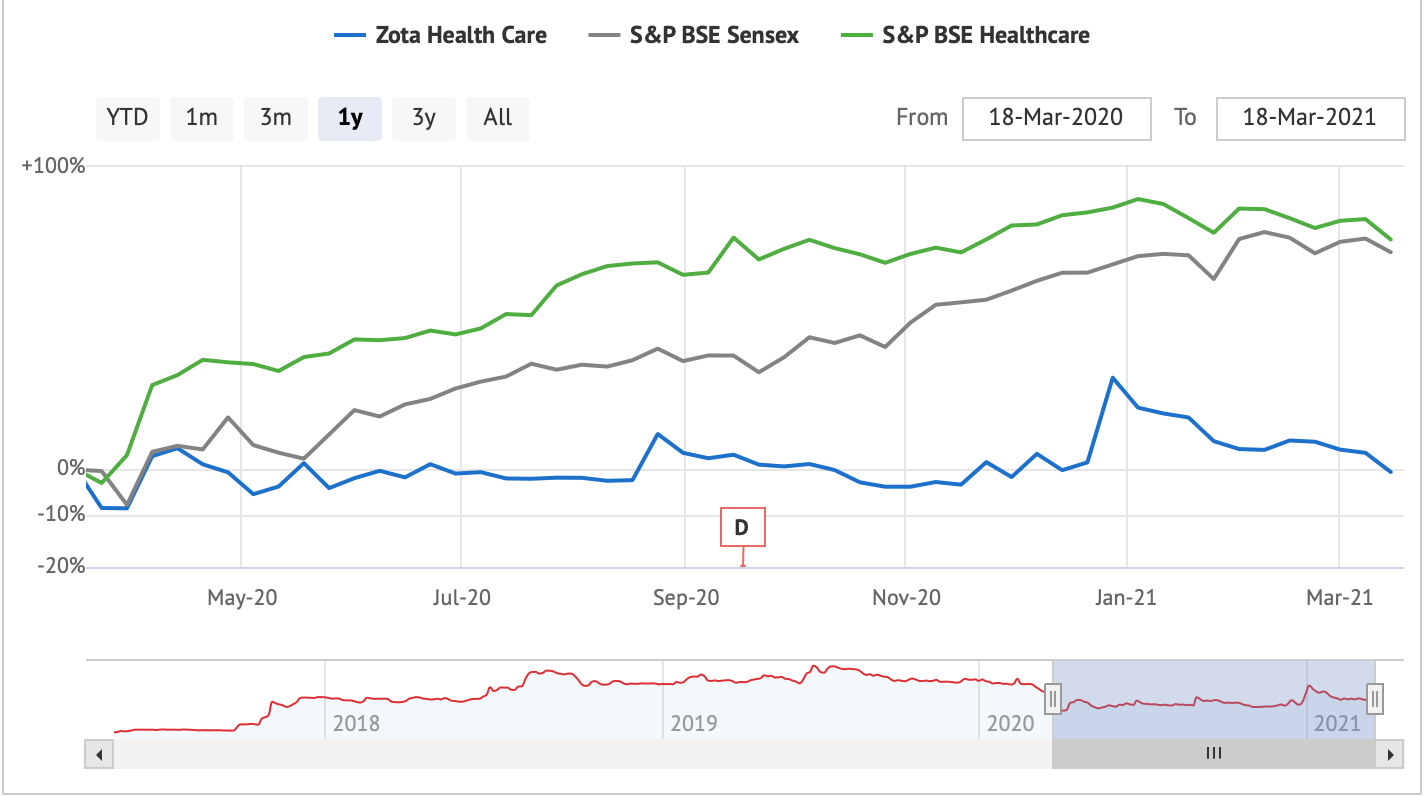 Zota Health Care S&P BSE Sensex S&P BSE Healthcare
YTD 1m 3m 1y 3y All From 18-Mar-2020 To 18-Mar-2021
+100%
0%
-10%
D
-20%
May-20 Jul-20 Sep-20 Nov-20 Jan-21 Mar-21
2018 2019 2020 2021